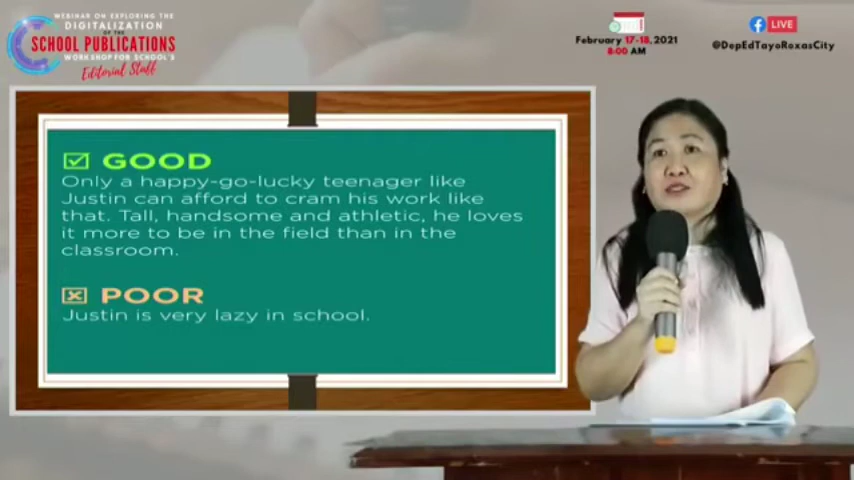 WEBINAR ON EXPLORING THE
DIGITALIZATION
OF THE
SCHOOL PUBLICATIONS
WORKSHOP FOR SCHOOL'S
Editorial Staff
February 17-18, 2021
8:00 AM
LIVE
@DepEdTayoRoxasCity
GOOD
Only a happy-go-lucky teenager like
Justin can afford to cram his work like
that. Tall, handsome and athletic, he loves
it more to be in the field than in the
classroom.
POOR
Justin is very lazy in school.